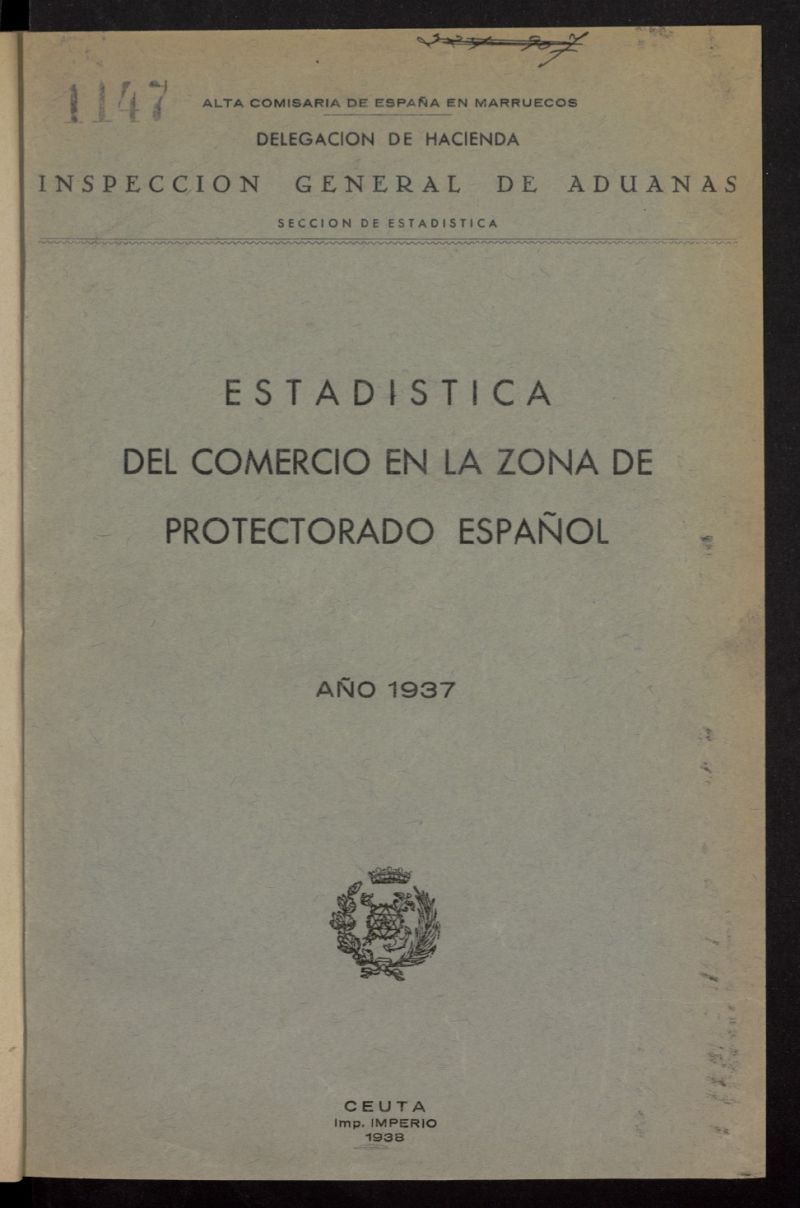 1147
ALTA COMISARIA DE ESPAÑA EN MARRUECOS
DELEGACION DE HACIENDA
INSPECCION GENERAL DE ADUANAS
SECCION DE ESTADISTICA
ESTADISTICA
DEL COMERCIO EN LA ZONA DE
PROTECTORADO ESPAÑOL
AÑO 1937
CEUTA
Imp. IMPERIO
1938